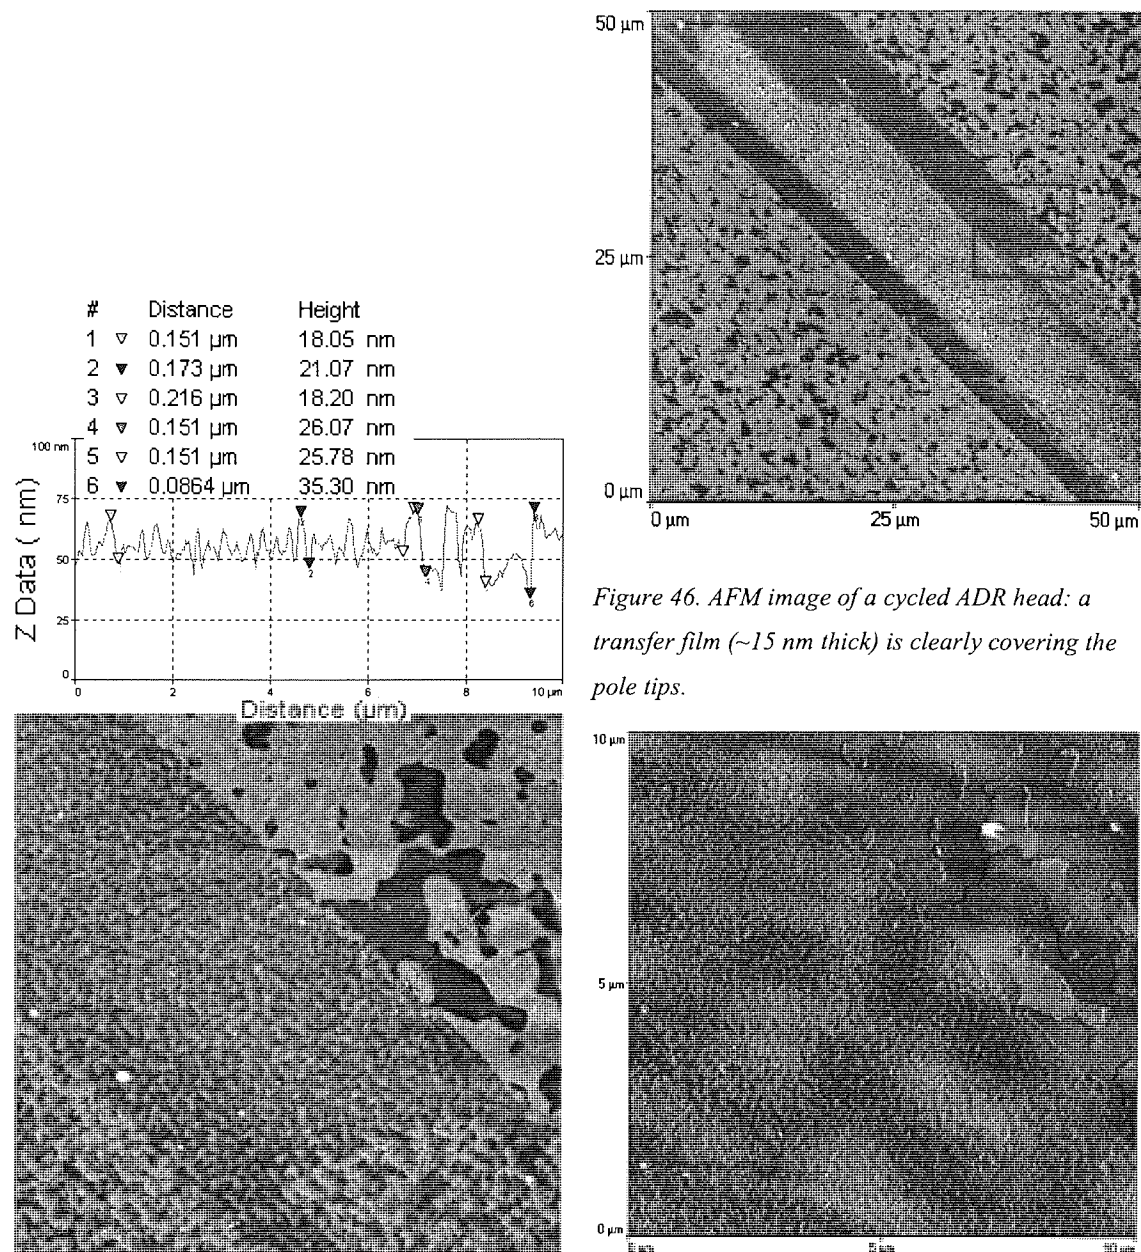 # Distance Height
1 ▽ 0.151 µm 18.05 nm
2 ▼ 0.173 µm 21.07 nm
3 ▽ 0.216 µm 18.20 nm
4 ▼ 0.151 µm 26.07 nm
5 ▽ 0.151 µm 25.78 nm
6 ▼ 0.0864 µm 35.30 nm
100 nm
75
50
25
0
Z Data ( nm)
2
4
6
0 2 4 6 8 10 µm
Distance (µm)
50 µm
25 µm
0 µm
0 µm 25 µm 50 µm
Figure 46. AFM image of a cycled ADR head: a
transfer film (~15 nm thick) is clearly covering the
pole tips.
10 µm
5 µm
0 µm